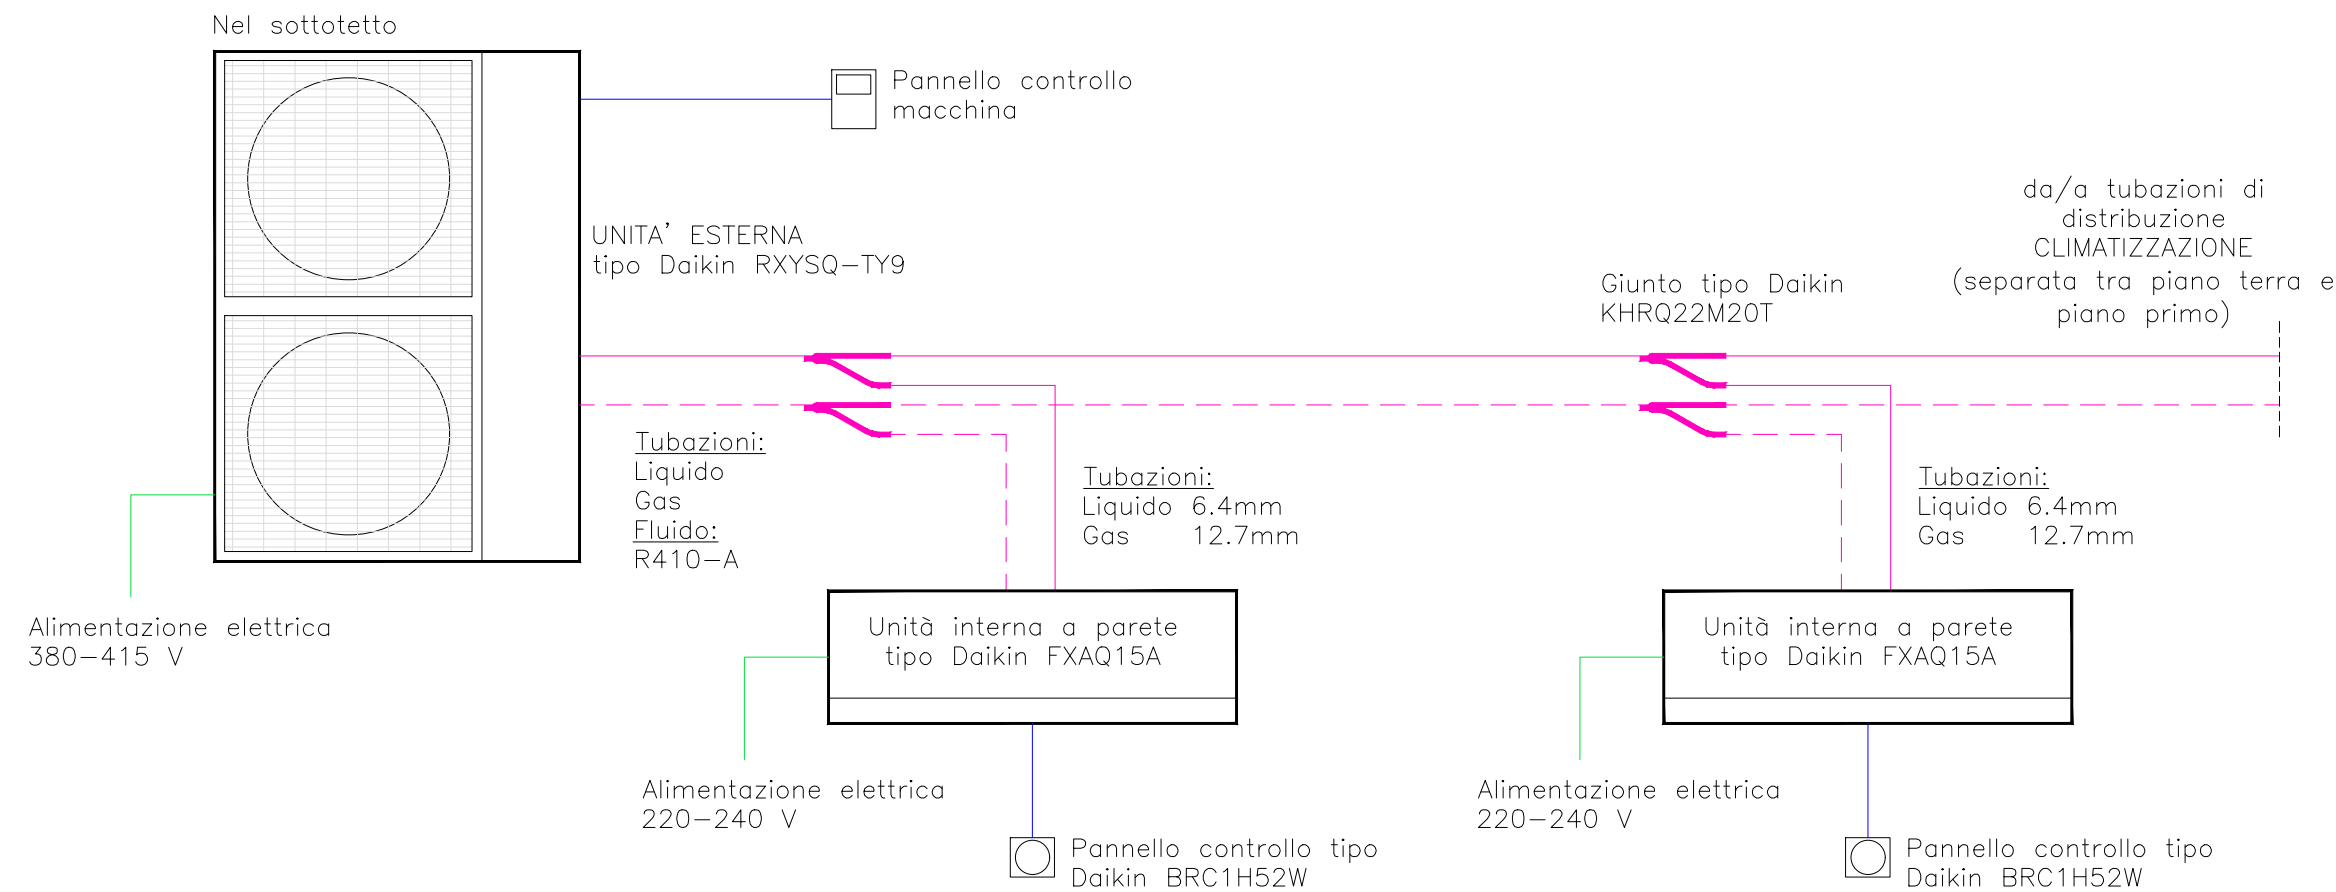 Nel sottotetto
Pannello controllo
macchina
UNITA' ESTERNA
tipo Daikin RXYSQ-TY9
da/a tubazioni di
distribuzione
CLIMATIZZAZIONE
(separata tra piano terra e
piano primo)
Giunto tipo Daikin
KHRQ22M20T
Tubazioni:
Liquido
Gas
Fluido:
R410-A
Tubazioni:
Liquido 6.4mm
Gas 12.7mm
Tubazioni:
Liquido 6.4mm
Gas 12.7mm
Alimentazione elettrica
380-415 V
Unità interna a parete
tipo Daikin FXAQ15A
Unità interna a parete
tipo Daikin FXAQ15A
Alimentazione elettrica
220-240 V
Alimentazione elettrica
220-240 V
Pannello controllo tipo
Daikin BRC1H52W
Pannello controllo tipo
Daikin BRC1H52W